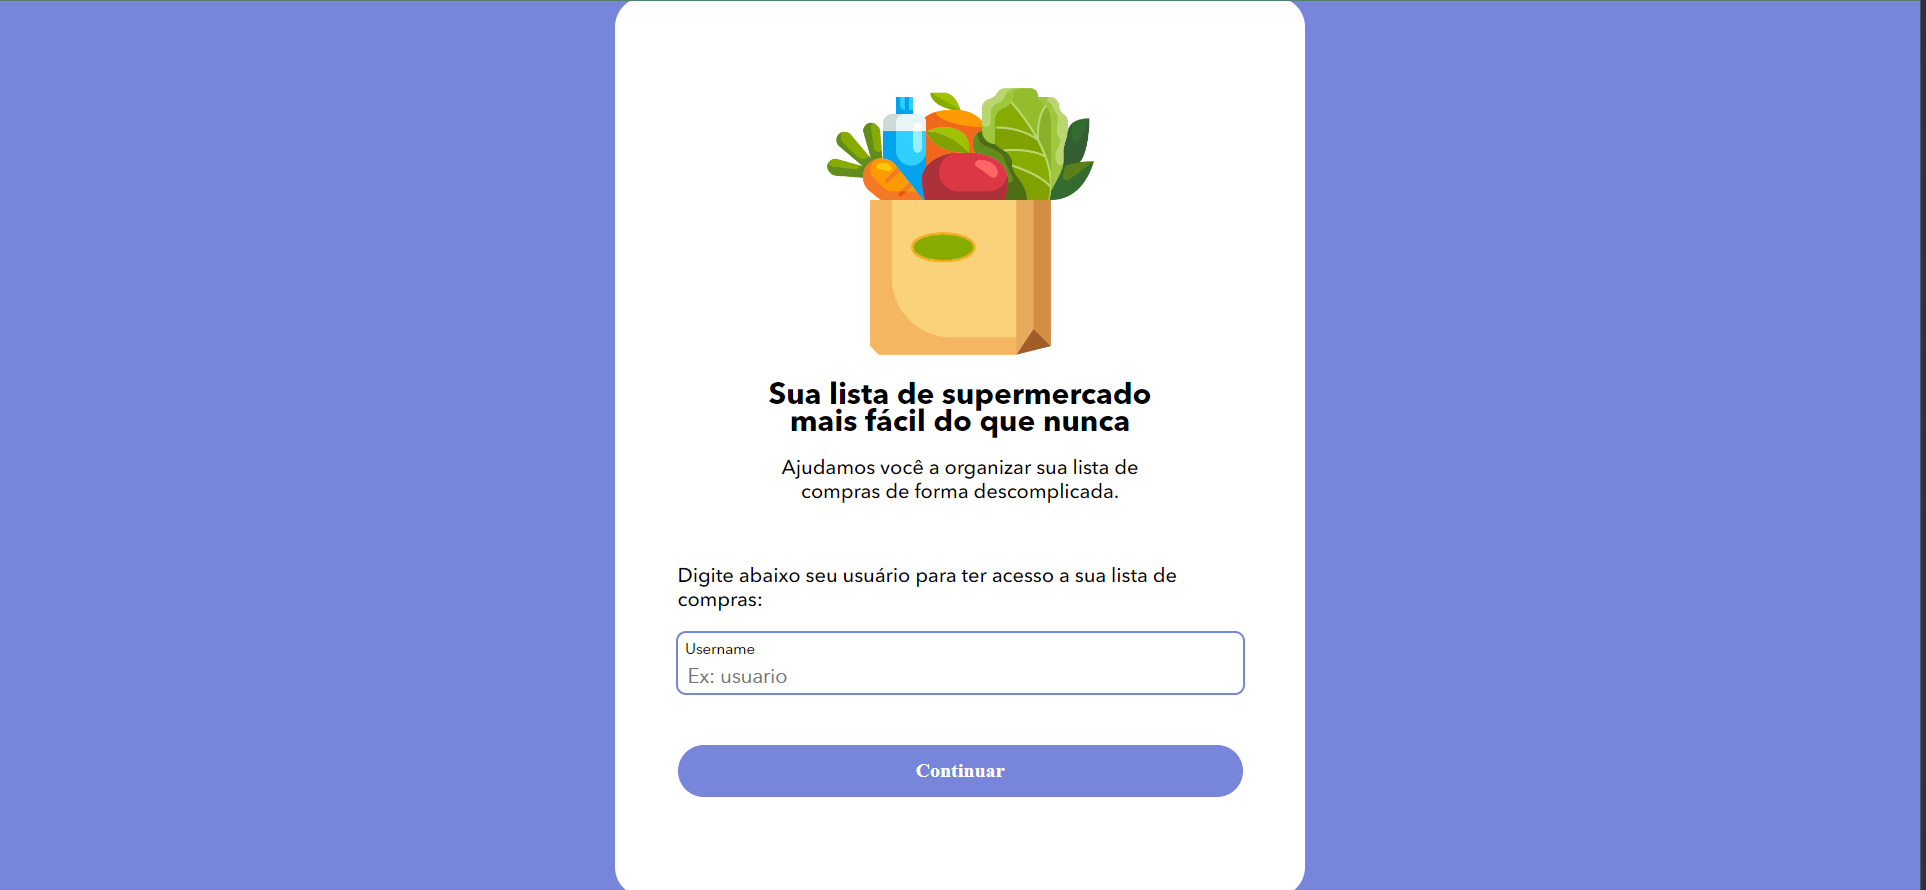 Sua lista de supermercado
mais fácil do que nunca
Ajudamos você a organizar sua lista de
compras de forma descomplicada.
Digite abaixo seu usuário para ter acesso a sua lista de
compras:
Username
Ex: usuario
Continuar